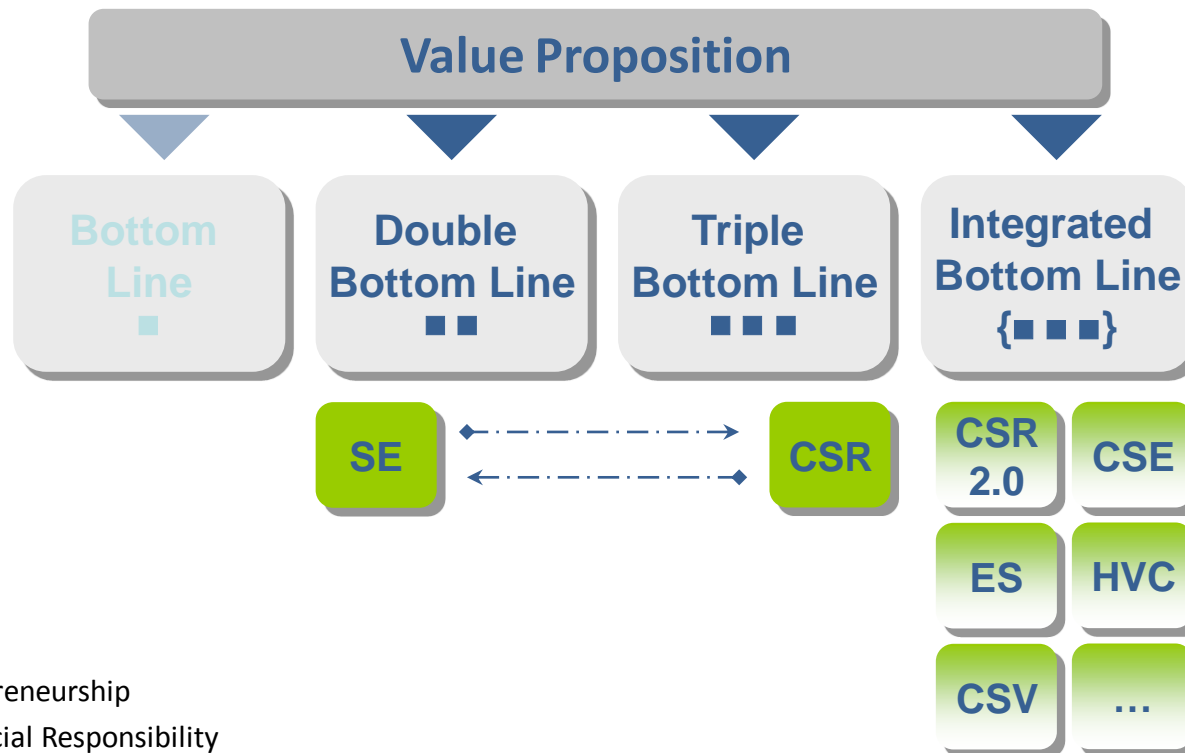 Value Proposition
Bottom
Line
■
Double
Bottom Line
■ ■
Triple
Bottom Line
■ ■ ■
Integrated
Bottom Line
{■ ■ ■}
SE
CSR
CSR
2.0
CSE
ES
HVC
CSV
...
reneurship
cial Responsibility